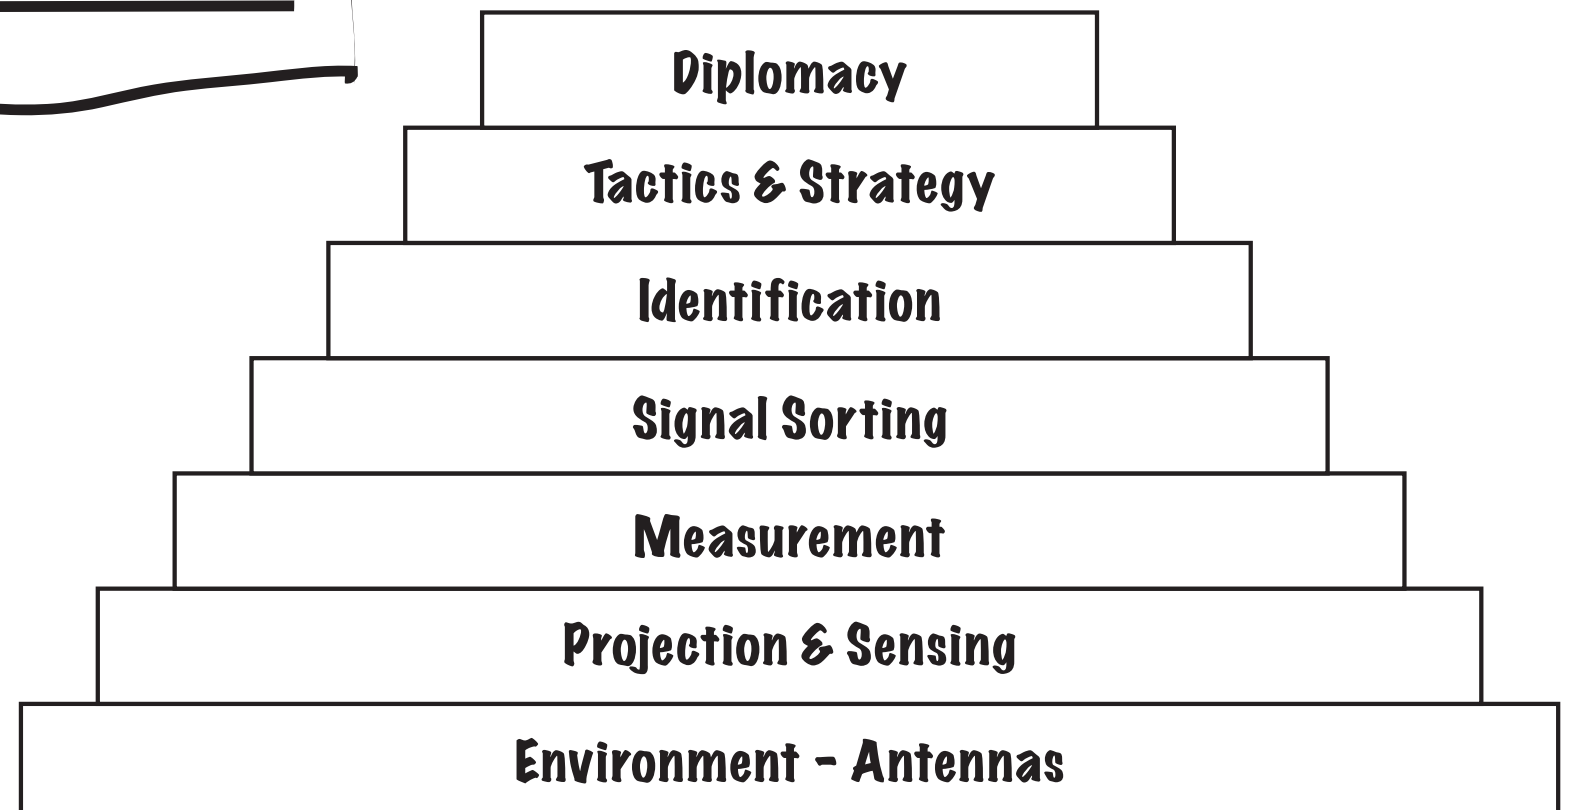 Diplomacy
Tactics & Strategy
Identification
Signal Sorting
Measurement
Projection & Sensing
Environment - Antennas